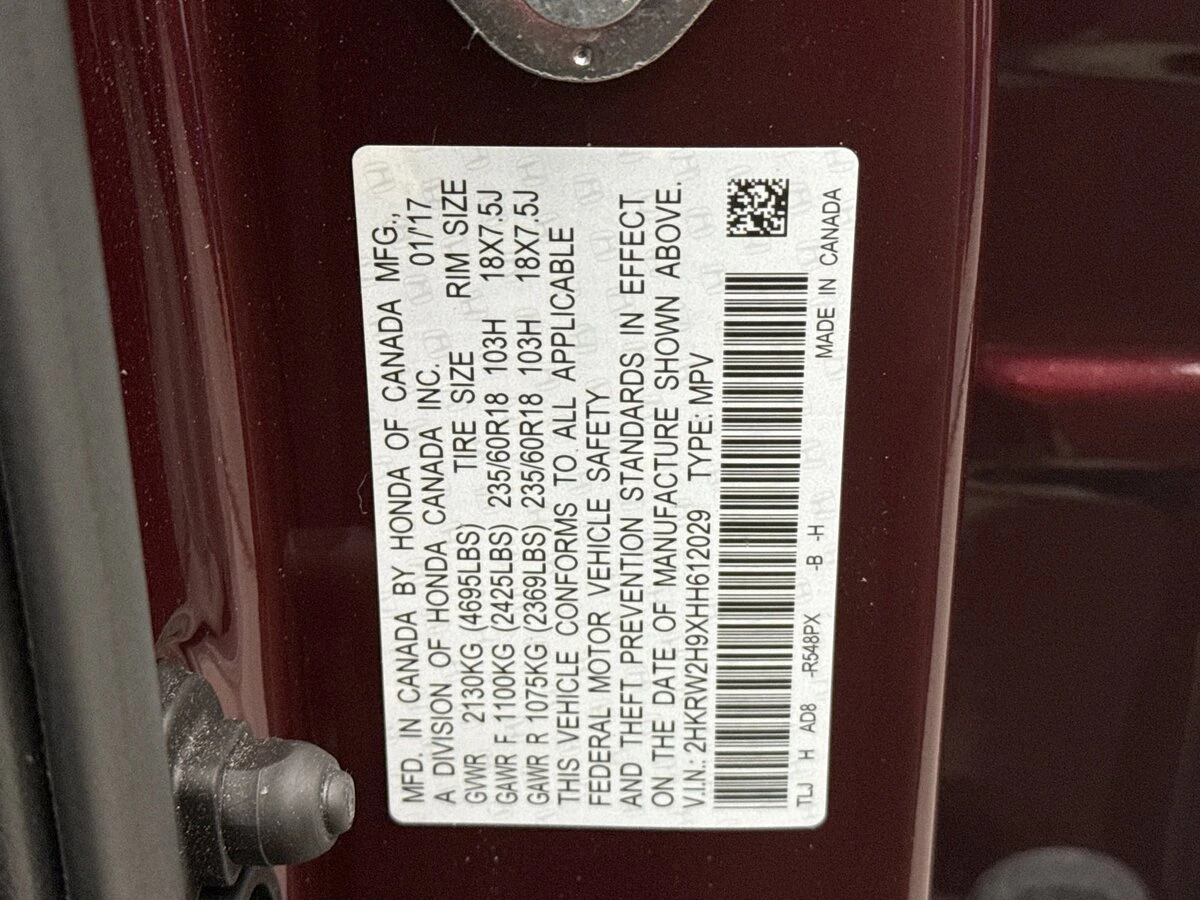 MFD. IN CANADA BY HONDA OF CANADA MFG.,
A DIVISION OF HONDA CANADA INC. 01/'17
GVWR 2130KG (4695LBS) TIRE SIZE RIM SIZE
GAWR F 1100KG (2425LBS) 235/60R18 103H 18X7.5J
GAWR R 1075KG (2369LBS) 235/60R18 103H 18X7.5J
THIS VEHICLE CONFORMS TO ALL APPLICABLE
FEDERAL MOTOR VEHICLE SAFETY
AND THEFT PREVENTION STANDARDS IN EFFECT
ON THE DATE OF MANUFACTURE SHOWN ABOVE.
V.I.N.: 2HKRW2H9XHH612029 TYPE: MPV
TLJ H AD8 -R548PX -B -H MADE IN CANADA